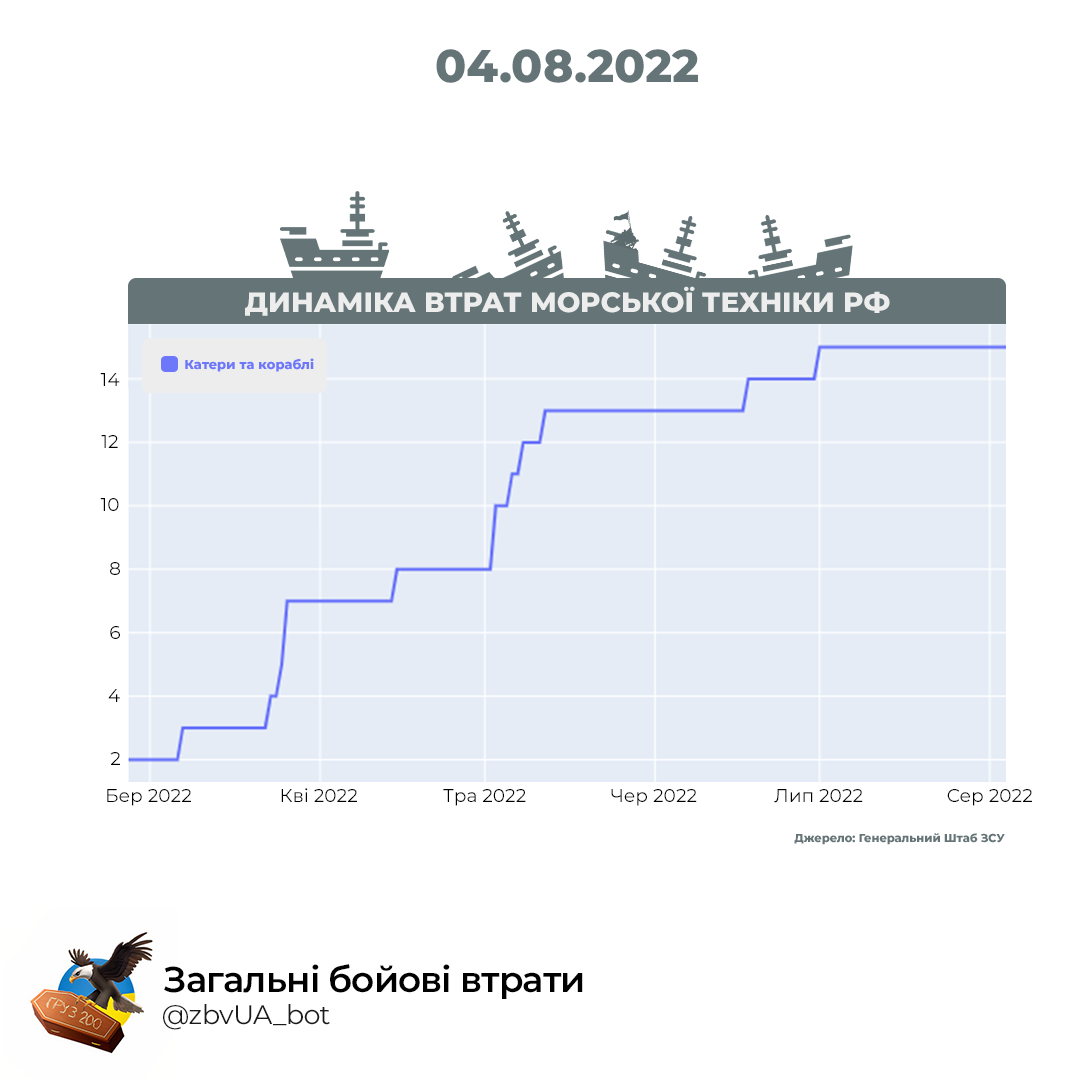 04.08.2022
ДИНАМІКА ВТРАТ МОРСЬКОЇ ТЕХНІКИ РФ
Катери та кораблі
14
12
10
8
6
4
2
Бер 2022 Кві 2022 Тра 2022 Чер 2022 Лип 2022 Сер 2022
Джерело: Генеральний Штаб ЗСУ
ГРУЗ 200
Загальні бойові втрати
@zbvUA_bot